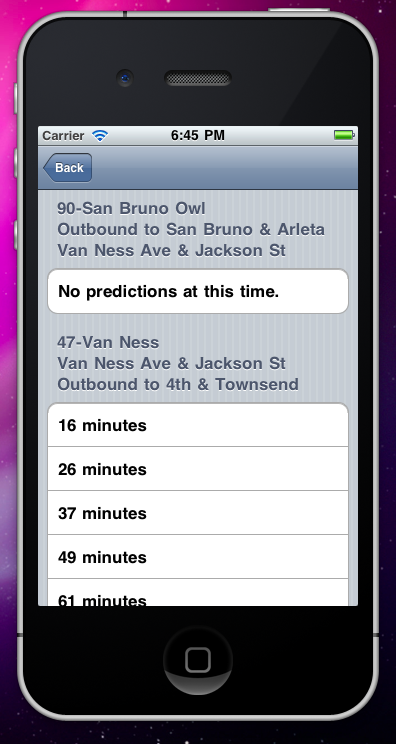 Carrier 6:45 PM
Back
90-San Bruno Owl
Outbound to San Bruno & Arleta
Van Ness Ave & Jackson St
No predictions at this time.
47-Van Ness
Van Ness Ave & Jackson St
Outbound to 4th & Townsend
16 minutes
26 minutes
37 minutes
49 minutes
61 minutes